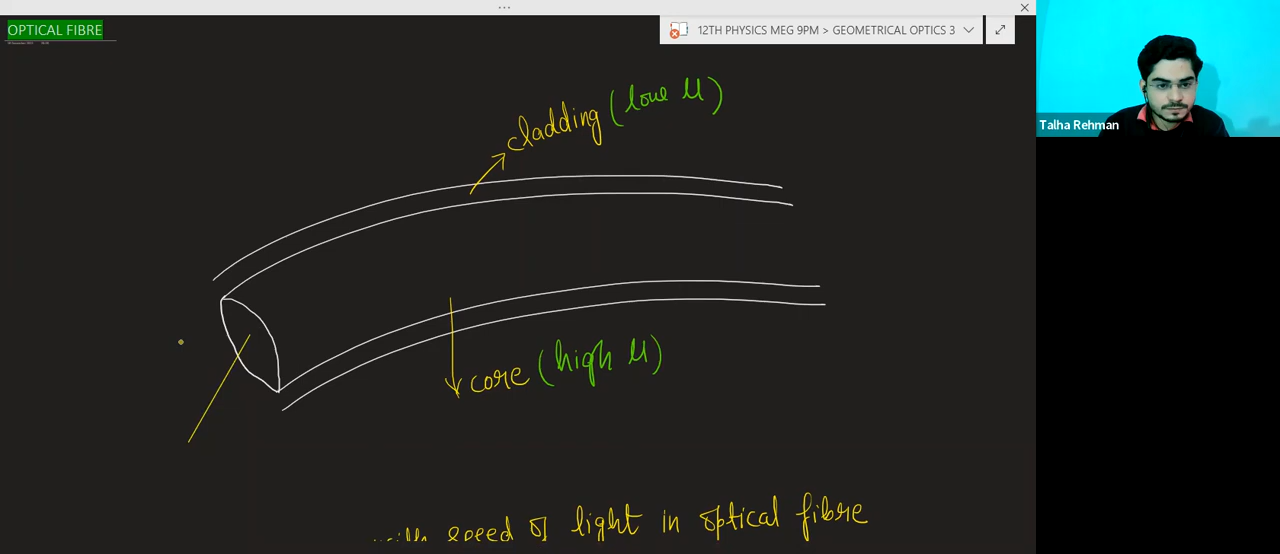 OPTICAL FIBRE
12TH PHYSICS MEG 9PM > GEOMETRICAL OPTICS 3
Talha Rehman
cladding (low μ)
core (high μ)
with speed of light in optical fibre